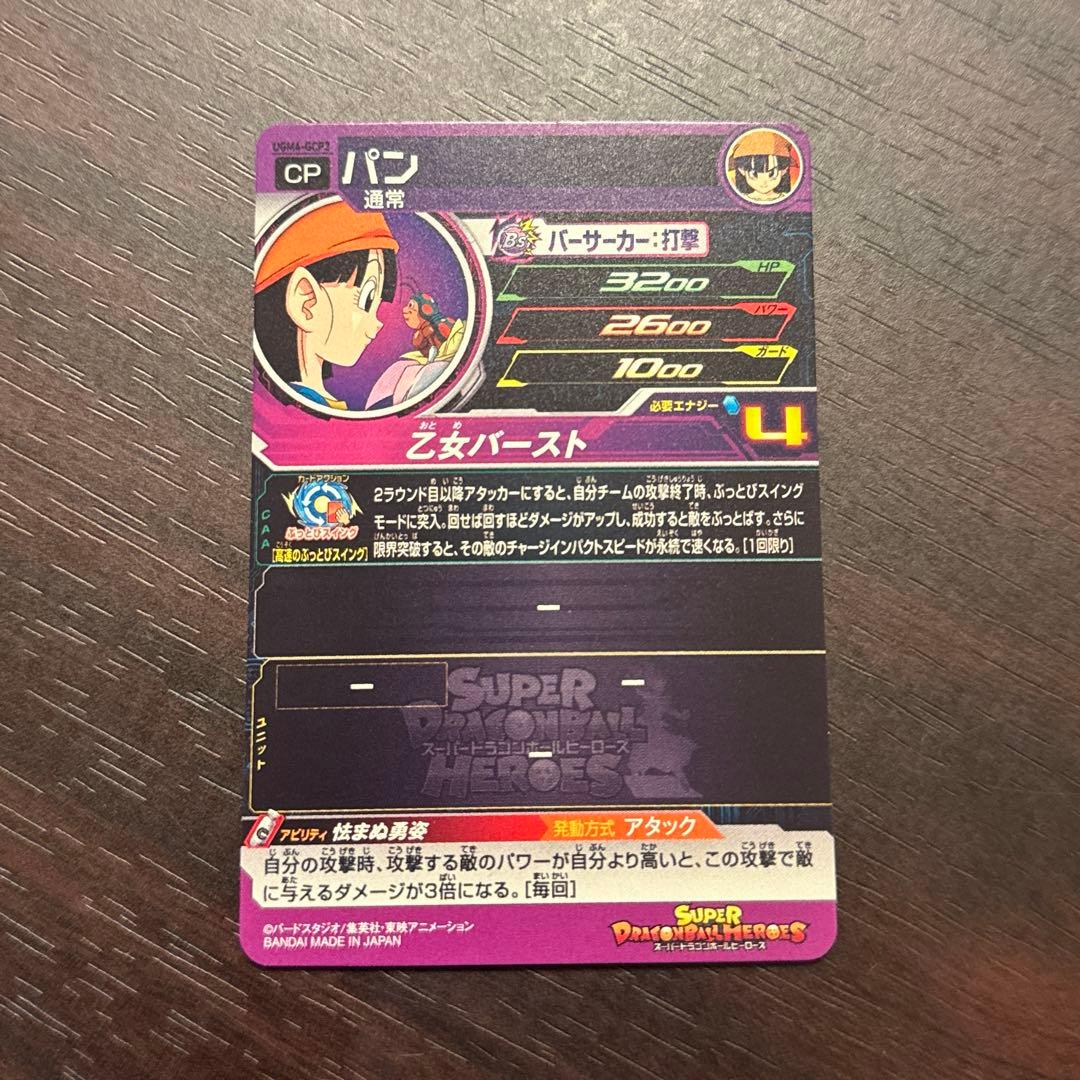 UGM4-GCP3
CP
パン
通常
Bs バーサーカー:打撃
HP
3200
パワー
2600
ガード
1000
必要エナジー 4
乙女バースト
おとめ
CAA
カードアクション
ぶっとびスイング
[高速のぶっとびスイング]
2ラウンド目以降アタッカーにすると、自分チームの攻撃終了時、ぶっとびスイング
モードに突入。回せば回すほどダメージがアップし、成功すると敵をぶっとばす。さらに
限界突破すると、その敵のチャージインパクトスピードが永続で速くなる。[1回限り]
-
- -
-
ユニット
SUPER
DRAGONBALL
スーパードラゴンボールヒーローズ
HEROES
アビリティ 怯まぬ勇姿 発動方式 アタック
自分の攻撃時、攻撃する敵のパワーが自分より高いと、この攻撃で敵
に与えるダメージが3倍になる。[毎回]
©バードスタジオ/集英社・東映アニメーション
BANDAI MADE IN JAPAN
SUPER
DRAGONBALL HEROES
スーパードラゴンボールヒーローズ